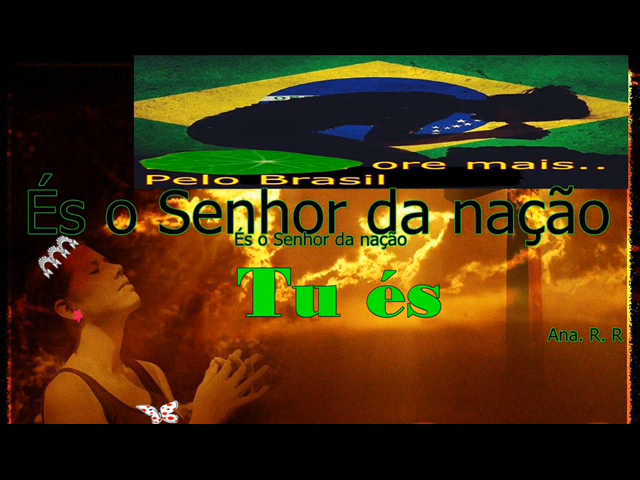 , ore mais..
Pelo Brasil
És o Senhor da nação
És o Senhor da nação
Tu és
Ana. R. R